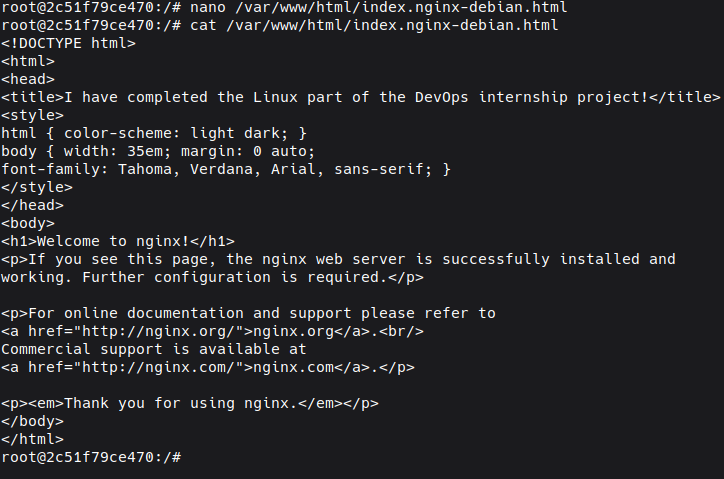 root@2c51f79ce470:/# nano /var/www/html/index.nginx-debian.html
root@2c51f79ce470:/# cat /var/www/html/index.nginx-debian.html
<!DOCTYPE html>
<html>
<head>
<title>I have completed the Linux part of the DevOps internship project!</title>
<style>
html { color-scheme: light dark; }
body { width: 35em; margin: 0 auto;
font-family: Tahoma, Verdana, Arial, sans-serif; }
</style>
</head>
<body>
<h1>Welcome to nginx!</h1>
<p>If you see this page, the nginx web server is successfully installed and
working. Further configuration is required.</p>

<p>For online documentation and support please refer to
<a href="http://nginx.org/">nginx.org</a>.<br/>
Commercial support is available at
<a href="http://nginx.com/">nginx.com</a>.</p>

<p><em>Thank you for using nginx.</em></p>
</body>
</html>
root@2c51f79ce470:/#